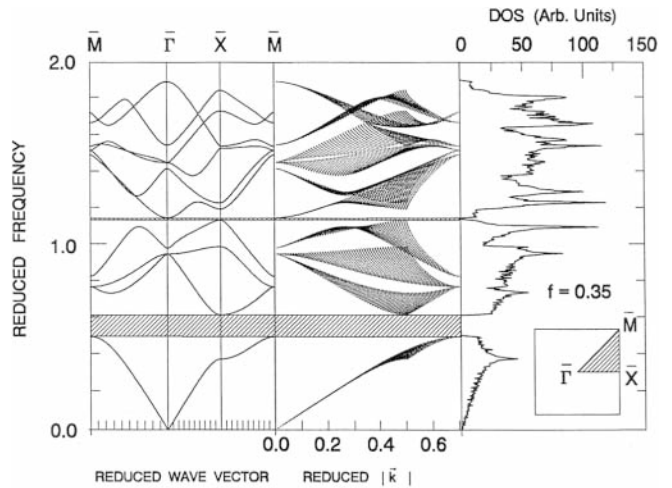 DOS (Arb. Units)
M̅ Γ̅ X̅ M̅ 0 50 100 150
2.0
1.0
0.0
REDUCED FREQUENCY
f = 0.35
M̅
Γ̅ X̅
0.0 0.2 0.4 0.6
REDUCED WAVE VECTOR REDUCED |k⃗|